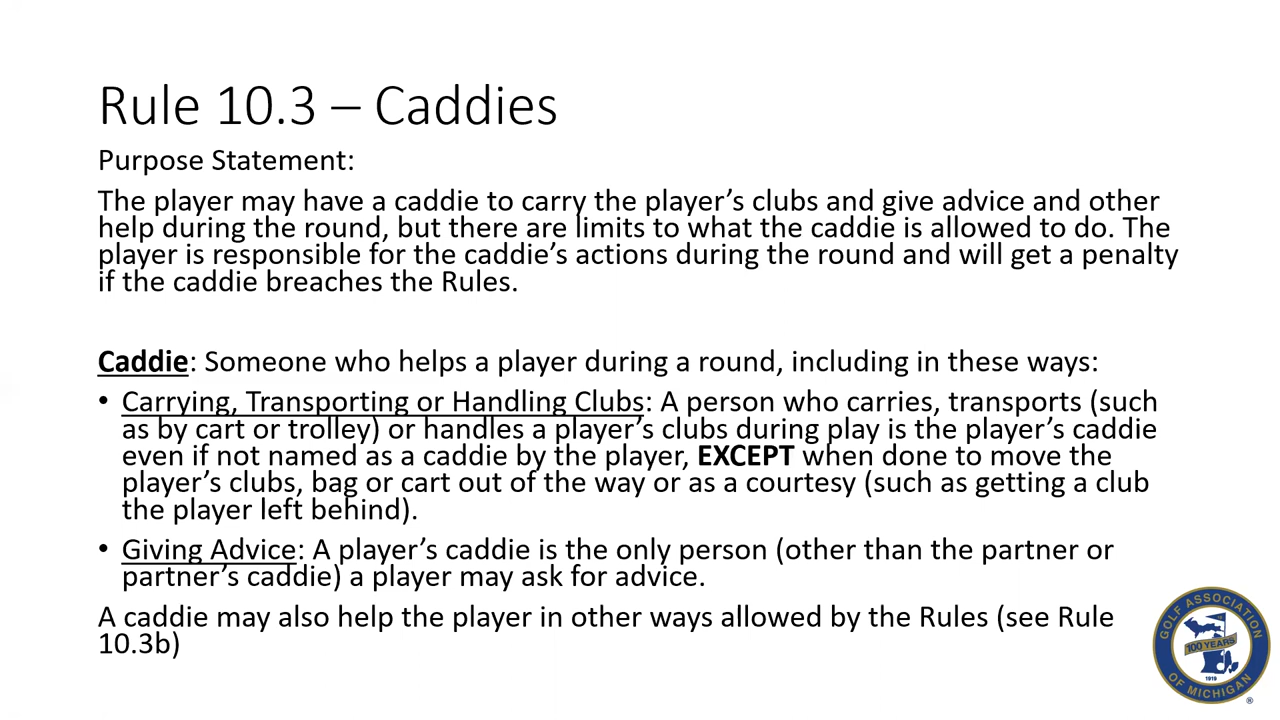 Rule 10.3 – Caddies
Purpose Statement:
The player may have a caddie to carry the player’s clubs and give advice and other
help during the round, but there are limits to what the caddie is allowed to do. The
player is responsible for the caddie’s actions during the round and will get a penalty
if the caddie breaches the Rules.
Caddie: Someone who helps a player during a round, including in these ways:
• Carrying, Transporting or Handling Clubs: A person who carries, transports (such
as by cart or trolley) or handles a player’s clubs during play is the player’s caddie
even if not named as a caddie by the player, EXCEPT when done to move the
player’s clubs, bag or cart out of the way or as a courtesy (such as getting a club
the player left behind).
• Giving Advice: A player’s caddie is the only person (other than the partner or
partner’s caddie) a player may ask for advice.
A caddie may also help the player in other ways allowed by the Rules (see Rule
10.3b)
GOLF ASSOCIATION
100 YEARS
1919
OF MICHIGAN
®